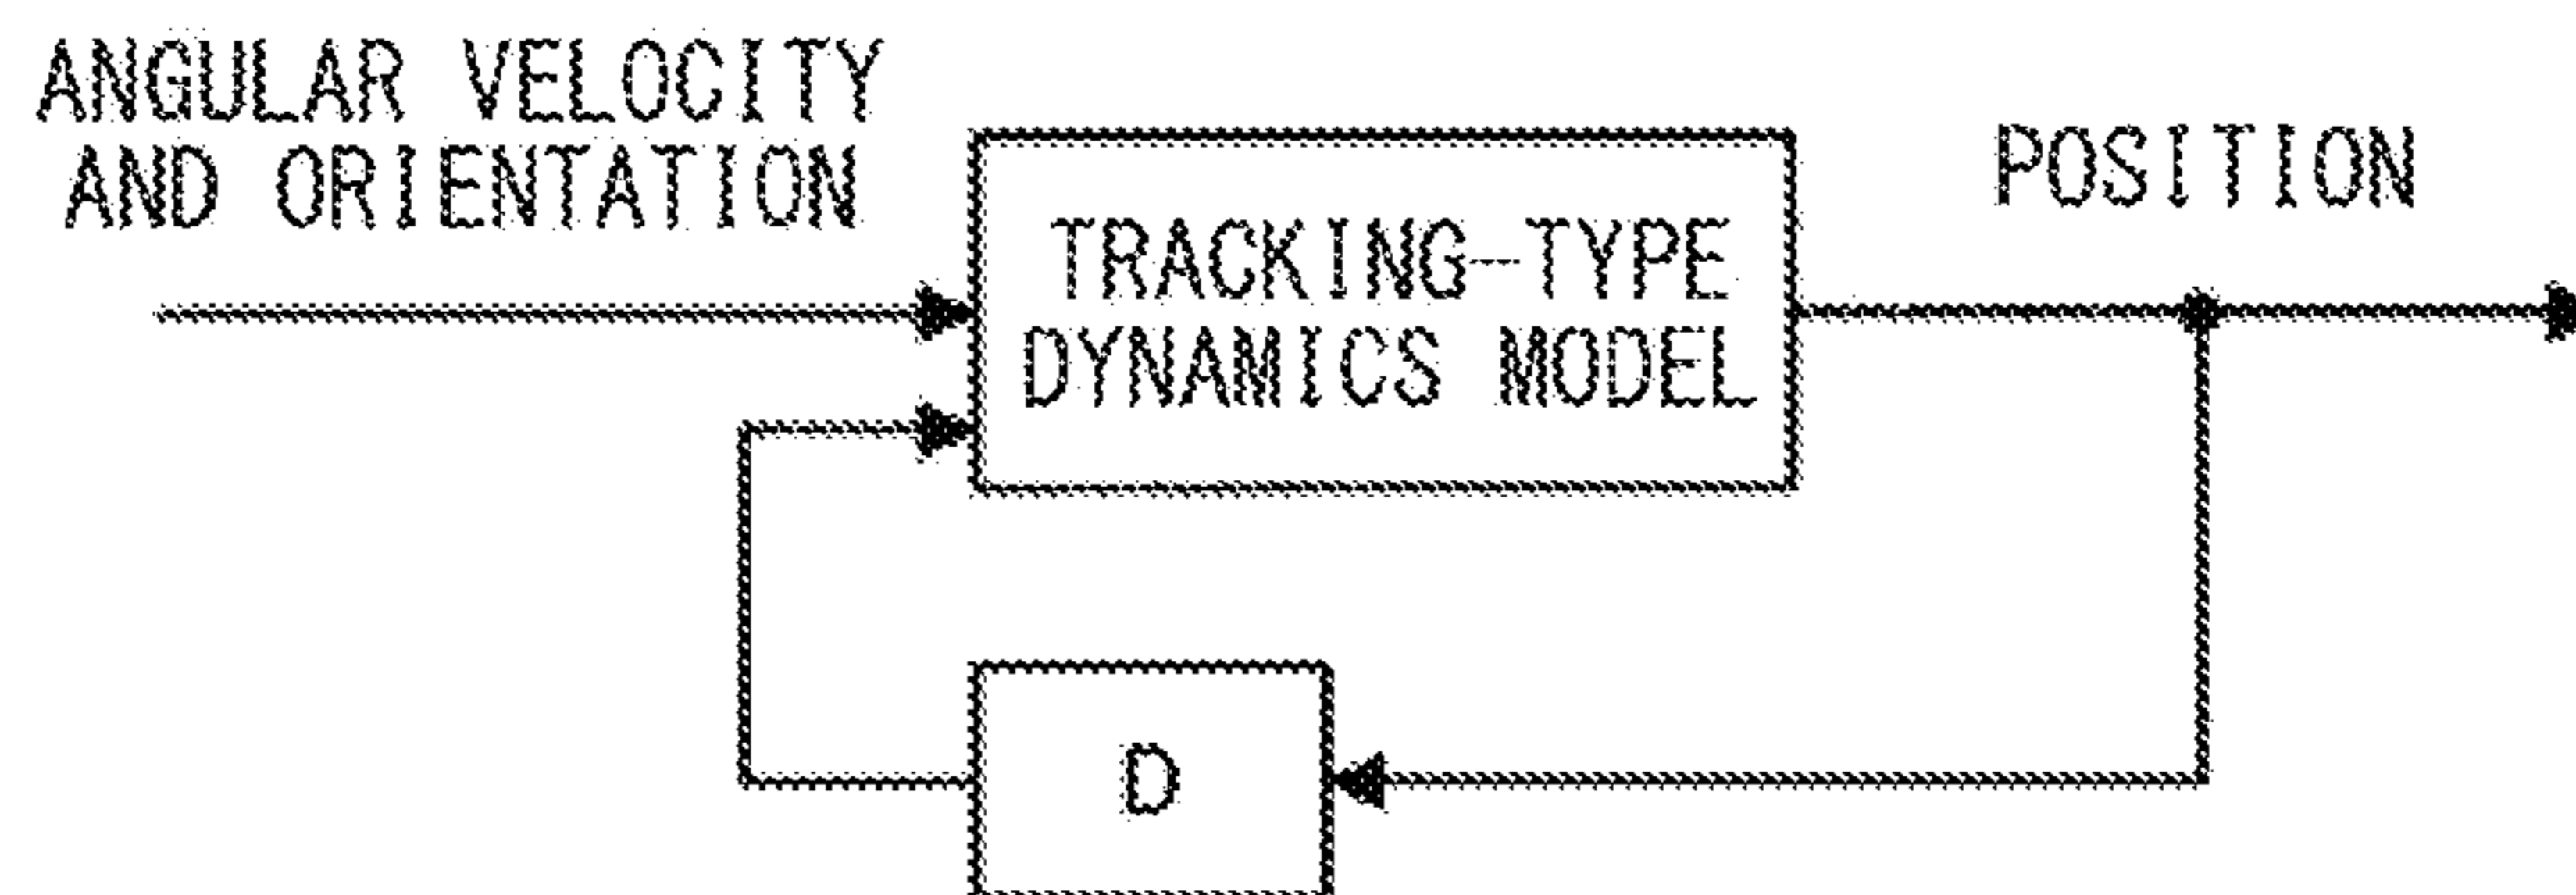 ANGULAR VELOCITY
AND ORIENTATION
POSITION
TRACKING-TYPE
DYNAMICS MODEL
D